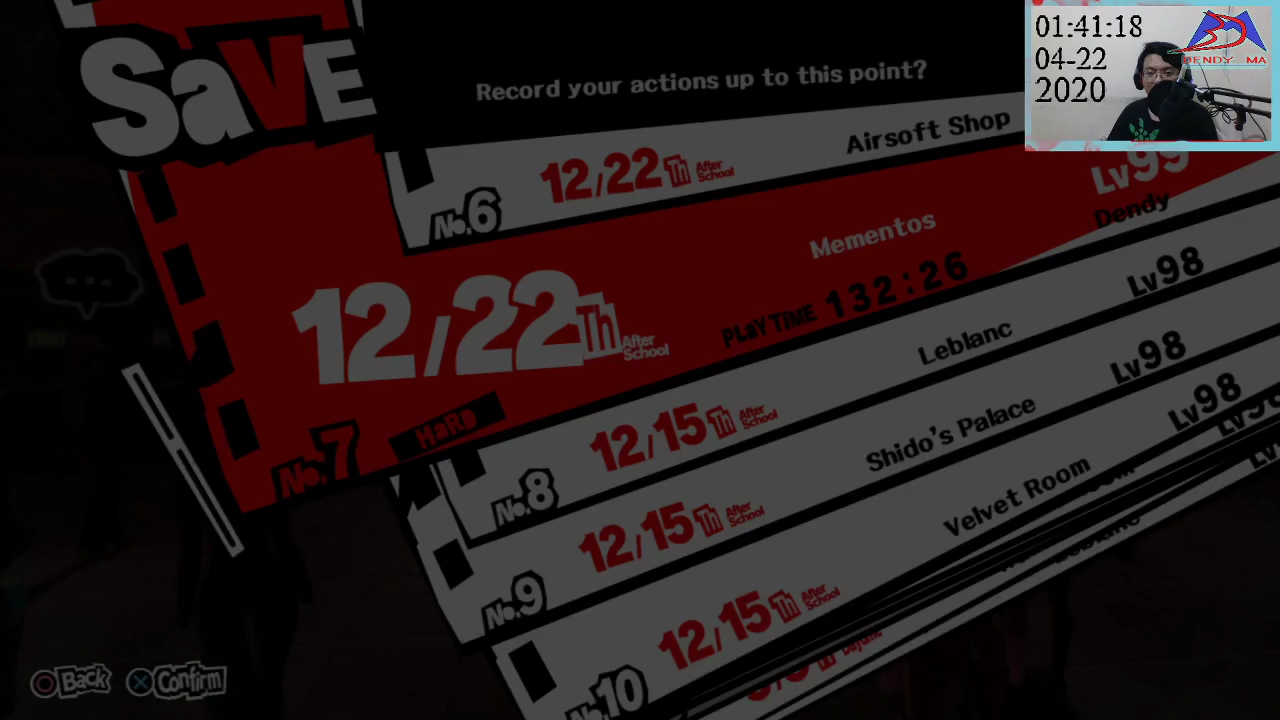 SaVE
Record your actions up to this point?
01:41:18
04-22
2020
DENDY MA
No.6 12/22 Th After School Airsoft Shop
No.7 12/22 Th After School Mementos Lv99
Dendy
PLaY TiME 132:26
HaRD
No.8 12/15 Th After School Leblanc Lv98
No.9 12/15 Th After School Shido's Palace Lv98
No.10 12/15 Th After School Velvet Room Lv98
Back Confirm